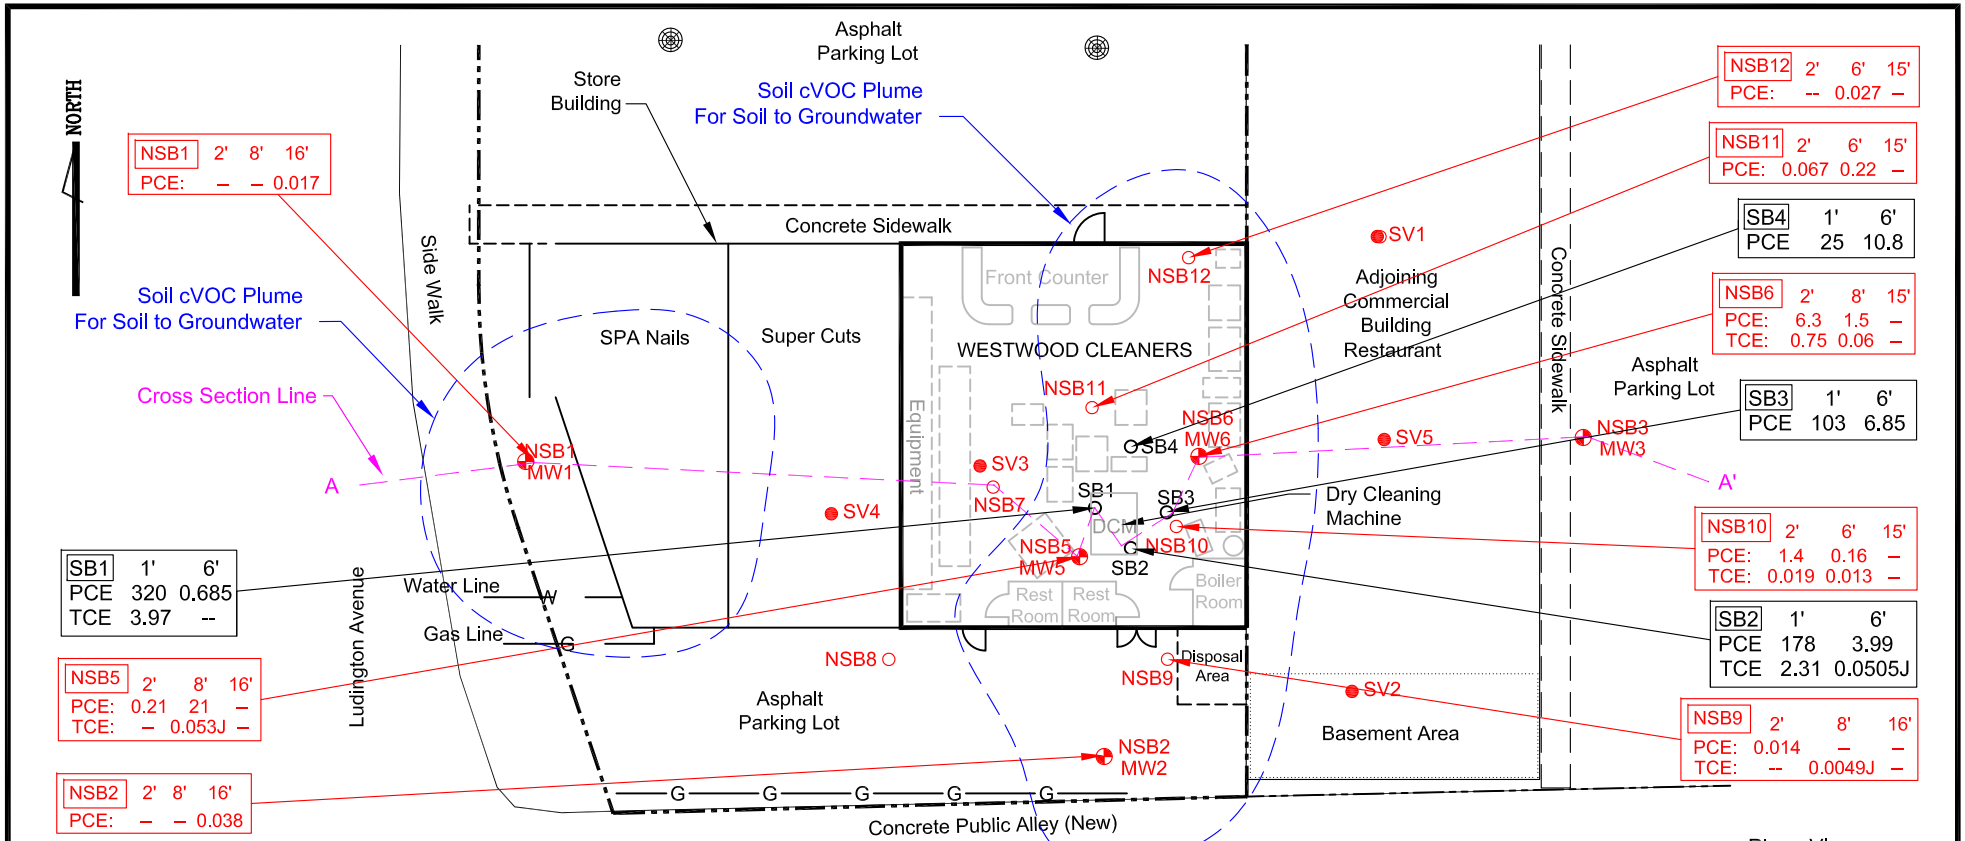 Asphalt
Parking Lot
NORTH
Store
Building
Soil cVOC Plume
For Soil to Groundwater
NSB12 2' 6' 15'
PCE: -- 0.027 –
NSB1 2' 8' 16'
PCE: – – 0.017
NSB11 2' 6' 15'
PCE: 0.067 0.22 –
SB4 1' 6'
PCE 25 10.8
Concrete Sidewalk
Side Walk
SV1
NSB12
Front Counter
Adjoining
Commercial
Building
Restaurant
Concrete Sidewalk
Soil cVOC Plume
For Soil to Groundwater
NSB6 2' 8' 15'
PCE: 6.3 1.5 –
TCE: 0.75 0.06 –
SPA Nails
Super Cuts
WESTWOOD CLEANERS
Asphalt
Parking Lot
Cross Section Line
NSB11
SB3 1' 6'
PCE 103 6.85
Equipment
NSB6
MW6
SB4
SV5
NSB3
MW3
NSB1
MW1
A
SV3
NSB7
A'
SB1
SB3
Dry Cleaning
Machine
SV4
DCM
NSB10
NSB10 2' 6' 15'
PCE: 1.4 0.16 –
TCE: 0.019 0.013 –
NSB5
MW5
SB2
SB1 1' 6'
PCE 320 0.685
TCE 3.97 --
Ludington Avenue
Water Line
W
Rest
Room
Rest
Room
Boiler
Room
Gas Line
G
SB2 1' 6'
PCE 178 3.99
TCE 2.31 0.0505J
NSB8
NSB9
Disposal
Area
NSB5 2' 8' 16'
PCE: 0.21 21 –
TCE: – 0.053J –
SV2
Asphalt
Parking Lot
Basement Area
NSB9 2' 8' 16'
PCE: 0.014 – –
TCE: -- 0.0049J –
NSB2
MW2
NSB2 2' 8' 16'
PCE: – – 0.038
G G G G G
Concrete Public Alley (New)